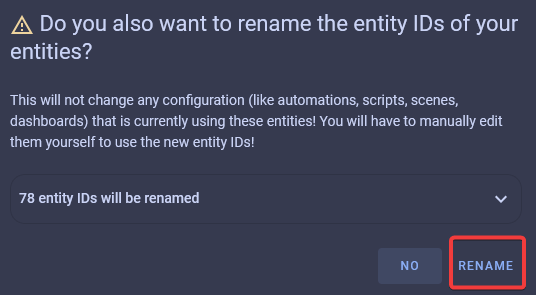 Do you also want to rename the entity IDs of your
entities?
This will not change any configuration (like automations, scripts, scenes,
dashboards) that is currently using these entities! You will have to manually edit
them yourself to use the new entity IDs!
78 entity IDs will be renamed
NO
RENAME